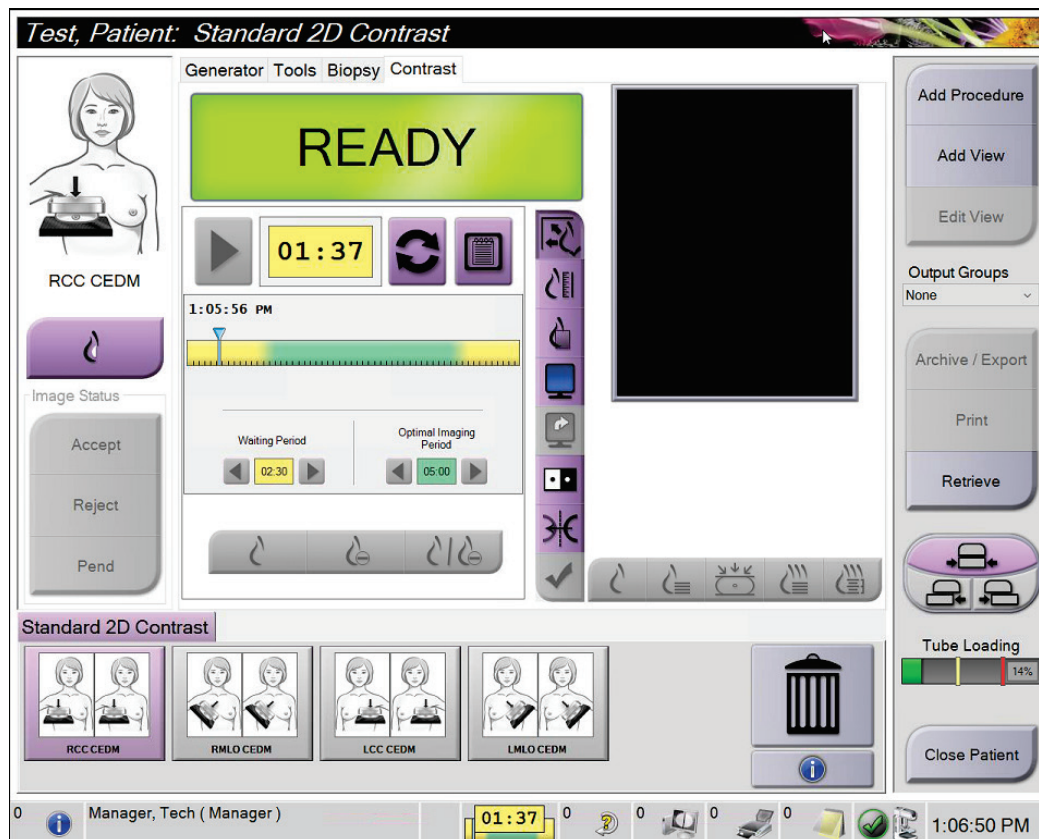 Test, Patient: Standard 2D Contrast
Generator Tools Biopsy Contrast
READY
01:37
1:05:56 PM
Waiting Period
02:30
Optimal Imaging
Period
05:00
RCC CEDM
Image Status
Accept
Reject
Pend
Add Procedure
Add View
Edit View
Output Groups
None
Archive / Export
Print
Retrieve
Tube Loading
14%
Close Patient
Standard 2D Contrast
RCC CEDM
RMLO CEDM
LCC CEDM
LMLO CEDM
0 Manager, Tech ( Manager ) 01:37 0 0 0 0 1:06:50 PM